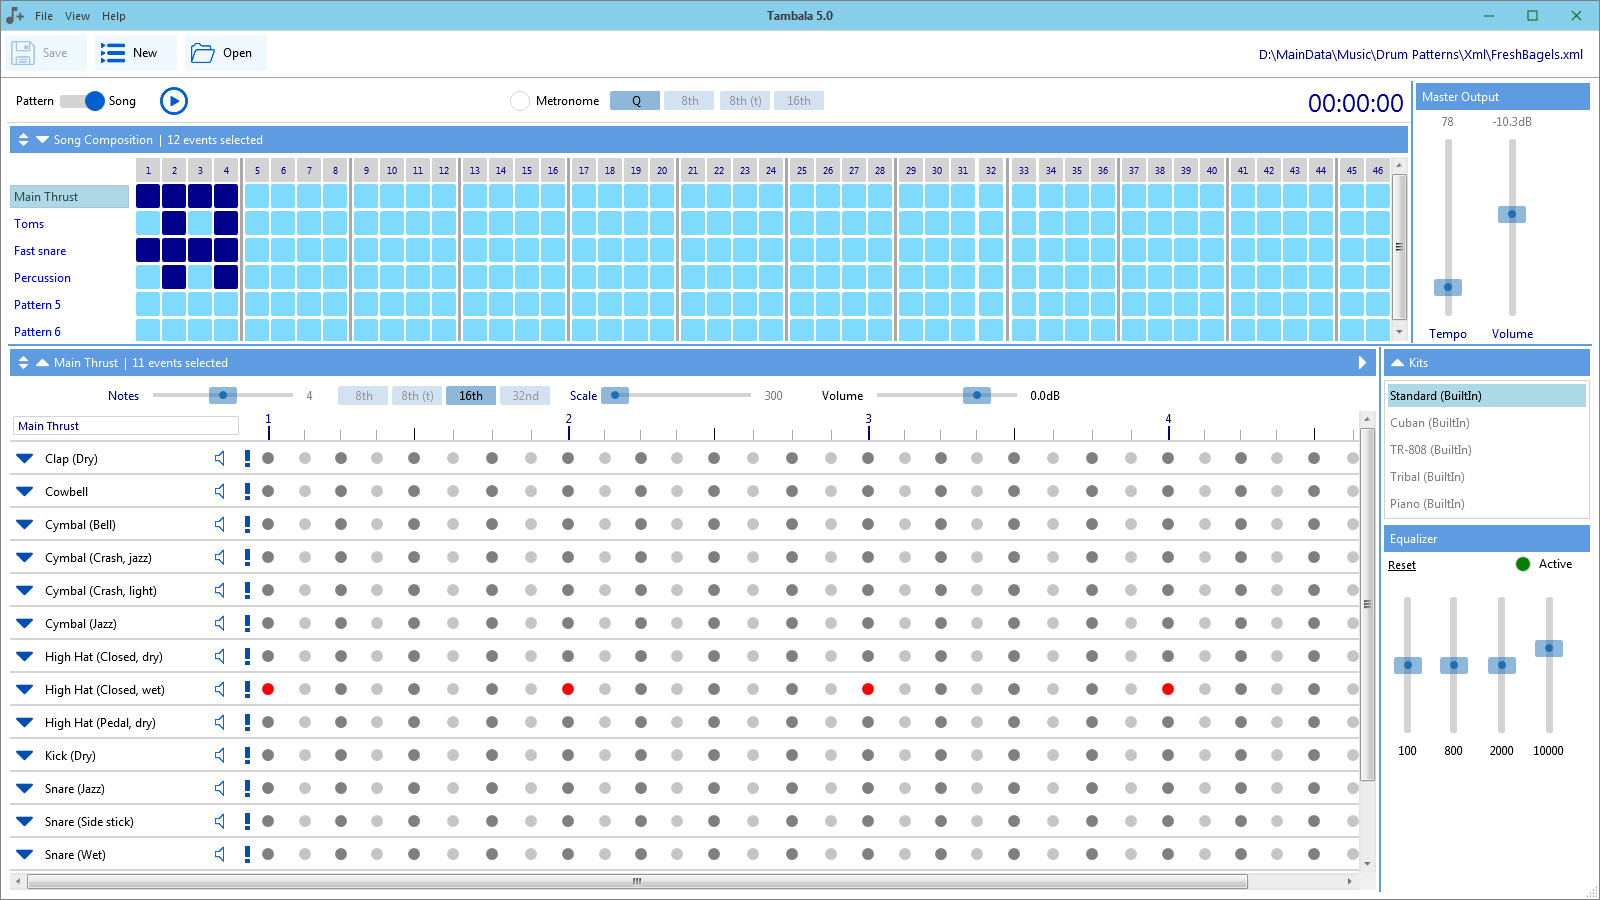 File View Help Tambala 5.0
Save New Open D:\MainData\Music\Drum Patterns\Xml\FreshBagels.xml
Pattern Song Metronome Q 8th 8th (t) 16th 00:00:00 Master Output
78 -10.3dB
Song Composition | 12 events selected
1 2 3 4 5 6 7 8 9 10 11 12 13 14 15 16 17 18 19 20 21 22 23 24 25 26 27 28 29 30 31 32 33 34 35 36 37 38 39 40 41 42 43 44 45 46
Main Thrust
Toms
Fast snare
Percussion
Pattern 5
Pattern 6
Tempo Volume
Main Thrust | 11 events selected Kits
Notes 4 8th 8th (t) 16th 32nd Scale 300 Volume 0.0dB
Main Thrust 1 2 3 4
Clap (Dry)
Cowbell
Cymbal (Bell)
Cymbal (Crash, jazz)
Cymbal (Crash, light)
Cymbal (Jazz)
High Hat (Closed, dry)
High Hat (Closed, wet)
High Hat (Pedal, dry)
Kick (Dry)
Snare (Jazz)
Snare (Side stick)
Snare (Wet)
Standard (BuiltIn)
Cuban (BuiltIn)
TR-808 (BuiltIn)
Tribal (BuiltIn)
Piano (BuiltIn)
Equalizer
Reset Active
100 800 2000 10000